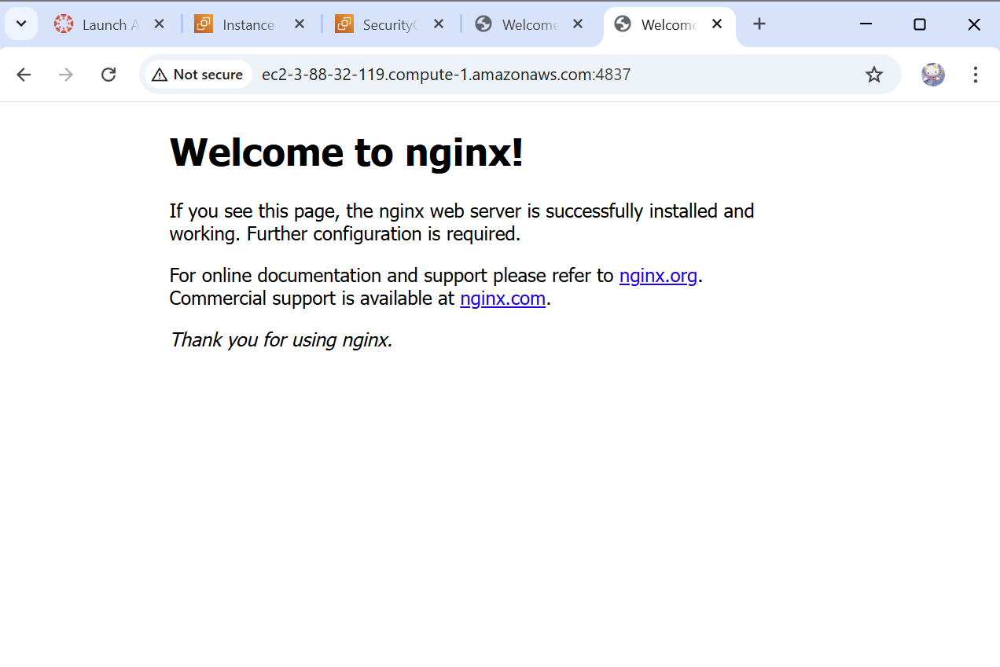 Launch A
Instance
SecurityG
Welcome
Welcome
Not secure
ec2-3-88-32-119.compute-1.amazonaws.com:4837
Welcome to nginx!
If you see this page, the nginx web server is successfully installed and
working. Further configuration is required.
For online documentation and support please refer to nginx.org.
Commercial support is available at nginx.com.
Thank you for using nginx.